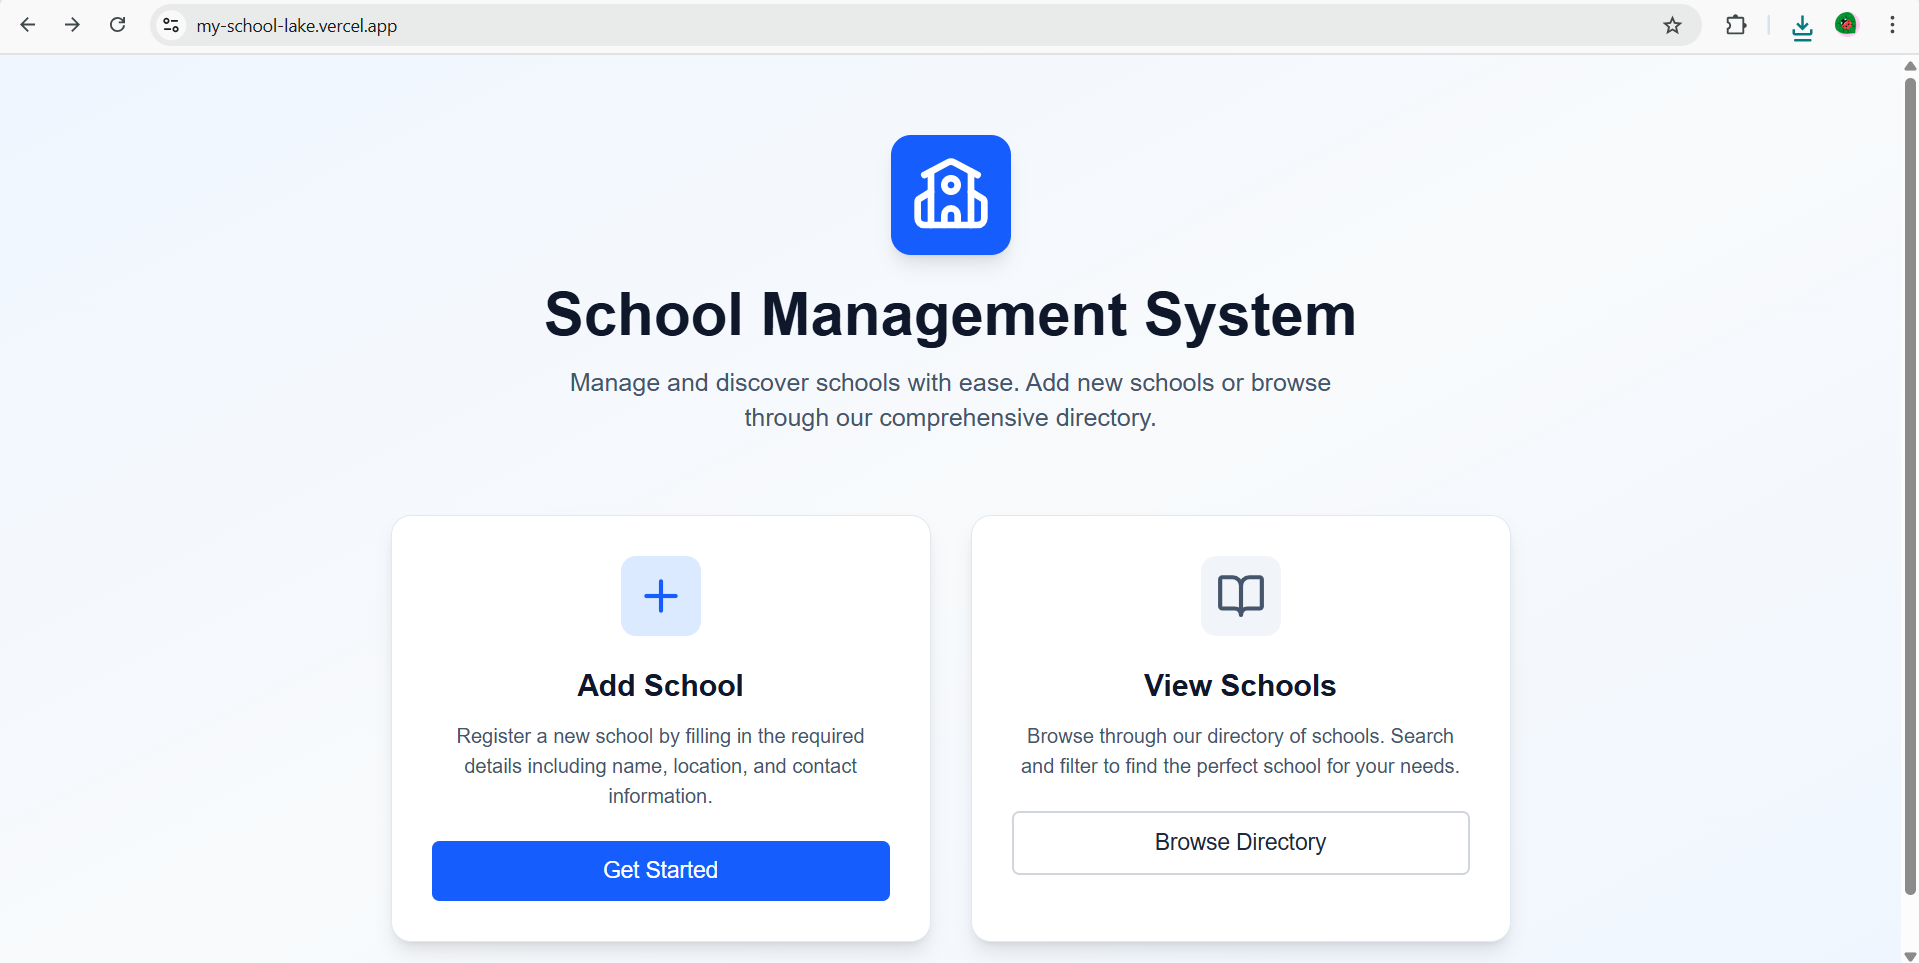 my-school-lake.vercel.app
School Management System
Manage and discover schools with ease. Add new schools or browse
through our comprehensive directory.
Add School
Register a new school by filling in the required
details including name, location, and contact
information.
Get Started
View Schools
Browse through our directory of schools. Search
and filter to find the perfect school for your needs.
Browse Directory